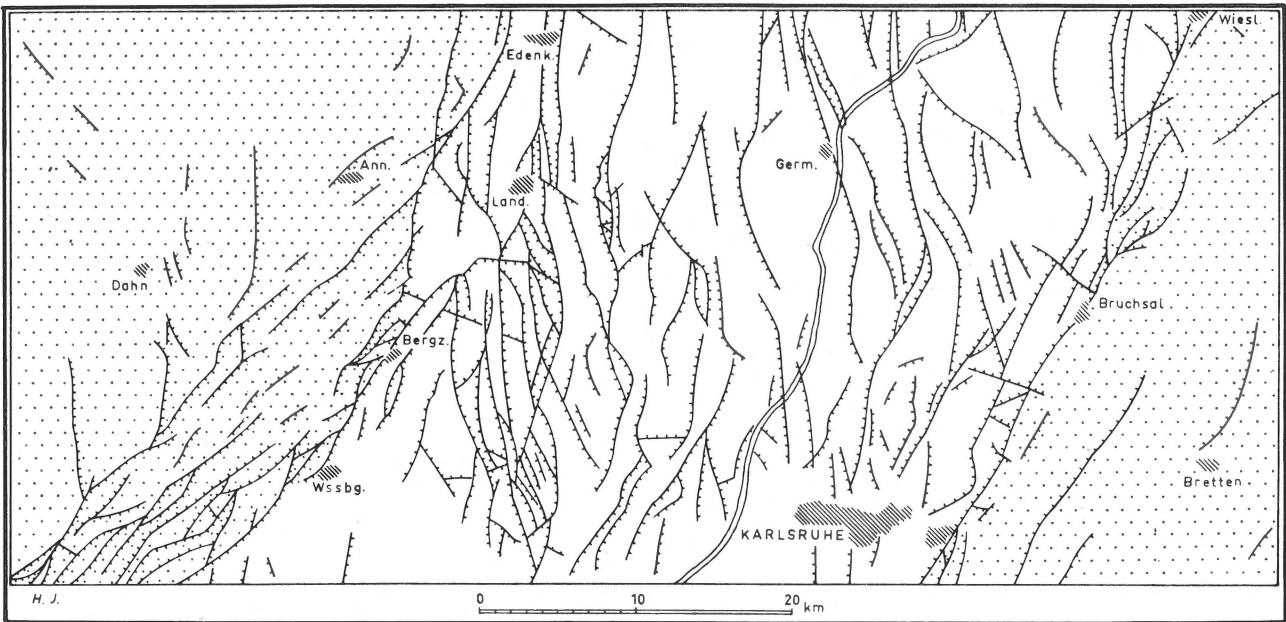 Wiesl.
Edenk.
Ann.
Germ.
Land.
Dahn
Bruchsal
Bergz.
Wssbg.
Bretten
KARLSRUHE
H. J.
0 10 20 km